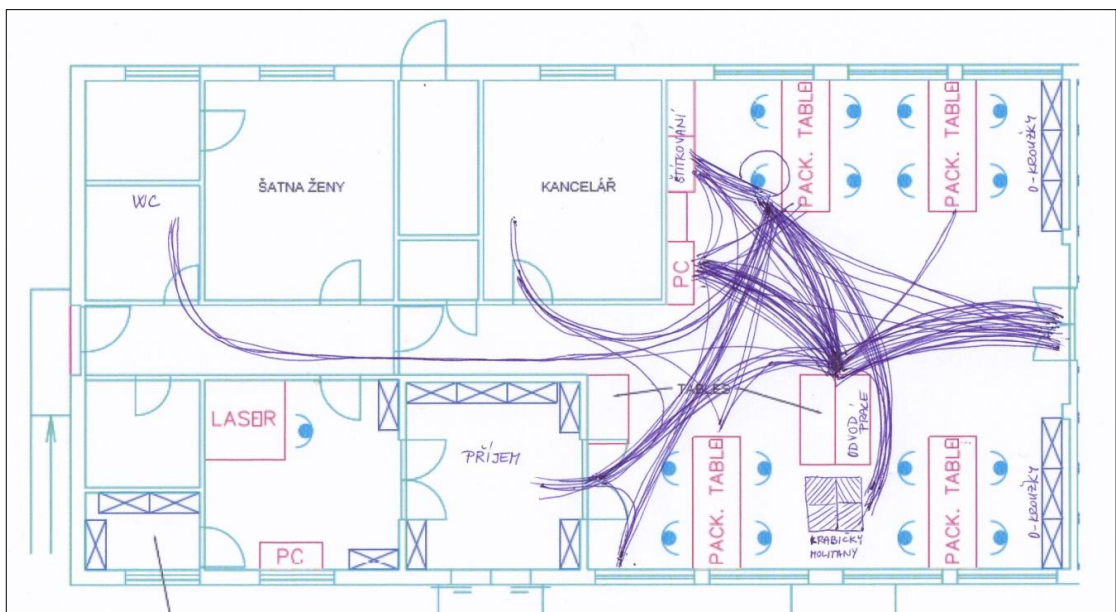 WC
ŠATNA ŽENY
KANCELÁŘ
ŠTÍTKOVÁNÍ
PC
PACK. TABLE
PACK. TABLE
O-KROUŽKY
LASER
PC
PŘÍJEM
TABLES
ODVOD PRÁCE
PACK. TABLE
KRABIČKY
MOLITANY
PACK. TABLE
O-KROUŽKY